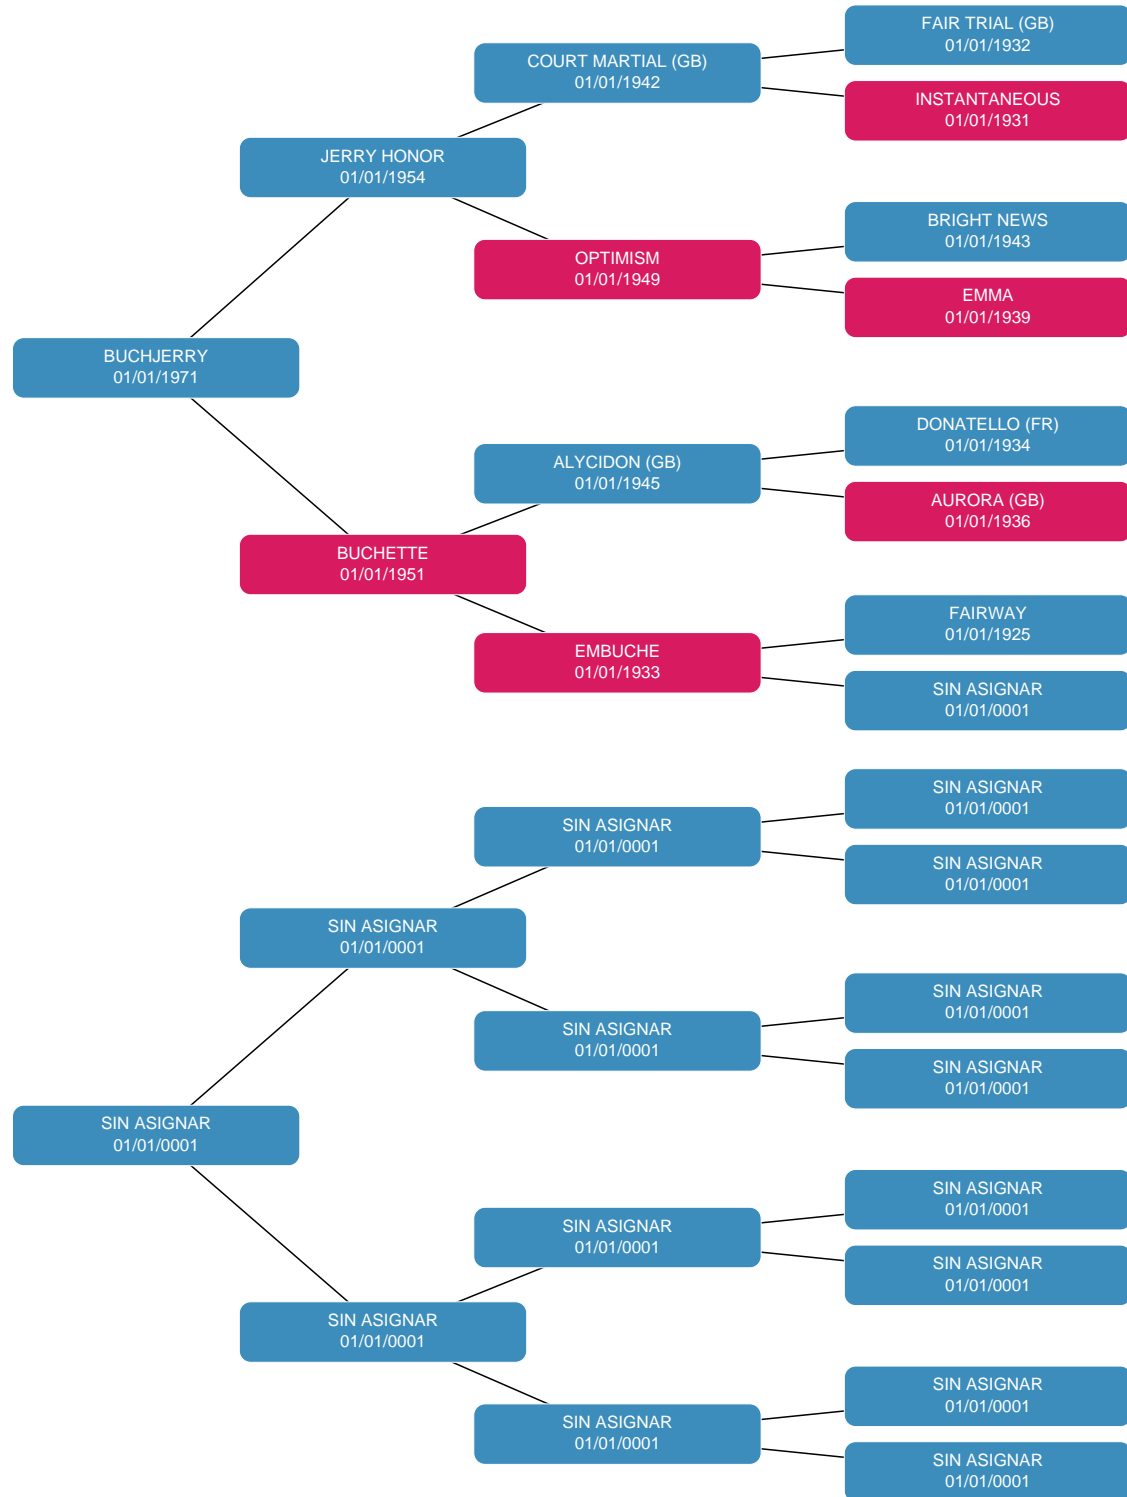 FAIR TRIAL (GB)
01/01/1932
COURT MARTIAL (GB)
01/01/1942
INSTANTANEOUS
01/01/1931
JERRY HONOR
01/01/1954
BRIGHT NEWS
01/01/1943
OPTIMISM
01/01/1949
EMMA
01/01/1939
BUCHJERRY
01/01/1971
DONATELLO (FR)
01/01/1934
ALYCIDON (GB)
01/01/1945
AURORA (GB)
01/01/1936
BUCHETTE
01/01/1951
FAIRWAY
01/01/1925
EMBUCHE
01/01/1933
SIN ASIGNAR
01/01/0001
SIN ASIGNAR
01/01/0001
SIN ASIGNAR
01/01/0001
SIN ASIGNAR
01/01/0001
SIN ASIGNAR
01/01/0001
SIN ASIGNAR
01/01/0001
SIN ASIGNAR
01/01/0001
SIN ASIGNAR
01/01/0001
SIN ASIGNAR
01/01/0001
SIN ASIGNAR
01/01/0001
SIN ASIGNAR
01/01/0001
SIN ASIGNAR
01/01/0001
SIN ASIGNAR
01/01/0001
SIN ASIGNAR
01/01/0001
SIN ASIGNAR
01/01/0001
SIN ASIGNAR
01/01/0001